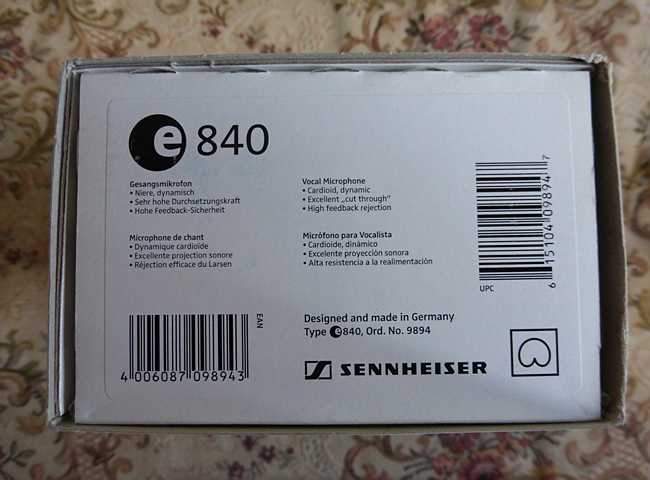 e 840
Gesangsmikrofon
• Niere, dynamisch
• Sehr hohe Durchsetzungskraft
• Hohe Feedback-Sicherheit
Vocal Microphone
• Cardioid, dynamic
• Excellent „cut through“
• High feedback rejection
Microphone de chant
• Dynamique cardioïde
• Excellente projection sonore
• Réjection efficace du Larsen
Micrófono para Vocalista
• Cardioide, dinámico
• Excelente proyección sonora
• Alta resistencia a la realimentación
6 15104 09894 7
UPC
EAN
4 006087 098943
Designed and made in Germany
Type e840, Ord. No. 9894
SENNHEISER